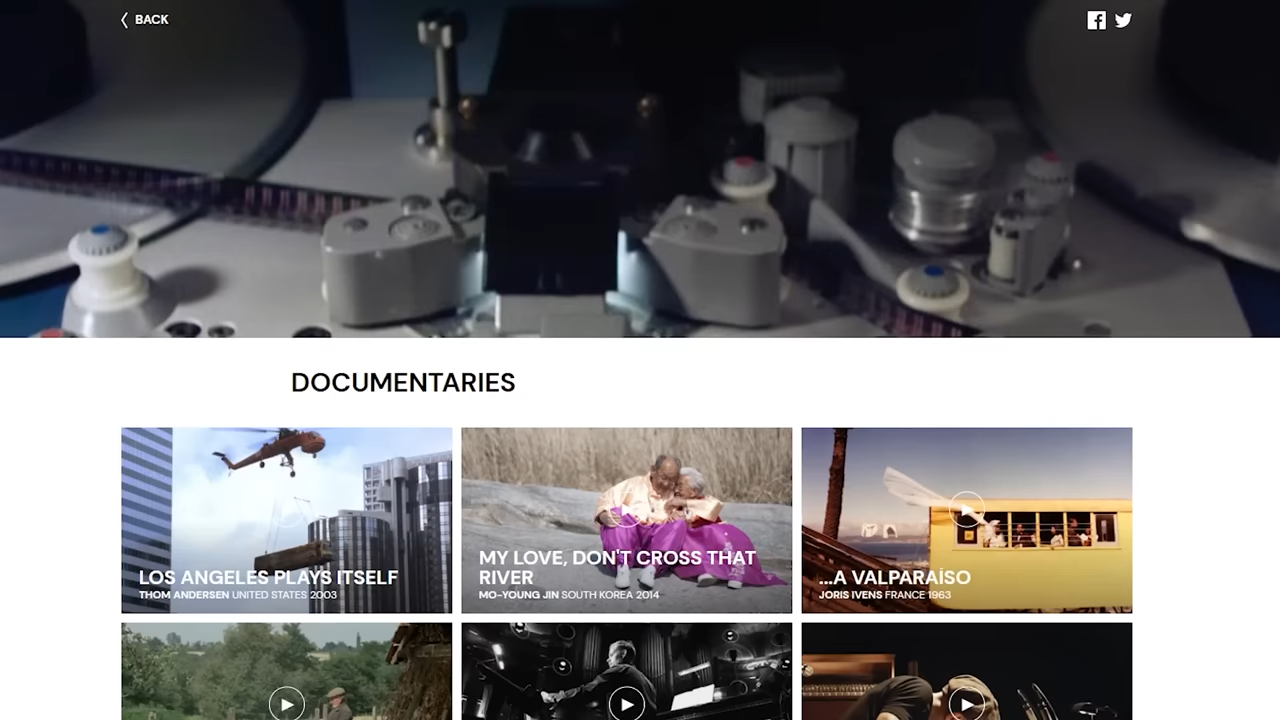 BACK
DOCUMENTARIES
LOS ANGELES PLAYS ITSELF
THOM ANDERSEN UNITED STATES 2003
MY LOVE, DON'T CROSS THAT
RIVER
MO-YOUNG JIN SOUTH KOREA 2014
...A VALPARAÍSO
JORIS IVENS FRANCE 1963